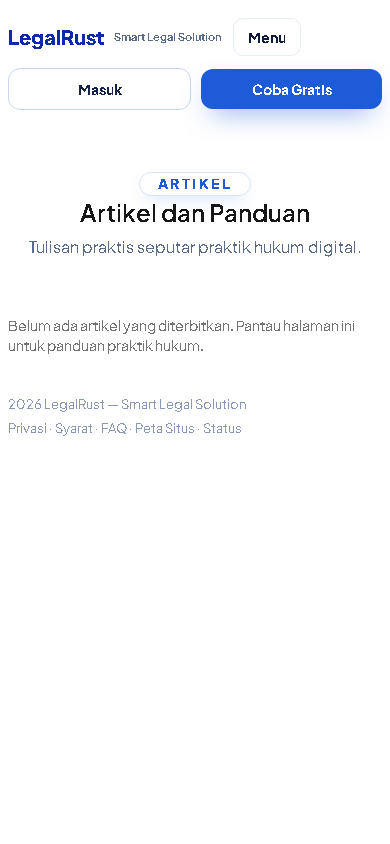 LegalRust Smart Legal Solution Menu
Masuk Coba Gratis
ARTIKEL
Artikel dan Panduan
Tulisan praktis seputar praktik hukum digital.
Belum ada artikel yang diterbitkan. Pantau halaman ini
untuk panduan praktik hukum.
2026 LegalRust — Smart Legal Solution
Privasi · Syarat · FAQ · Peta Situs · Status